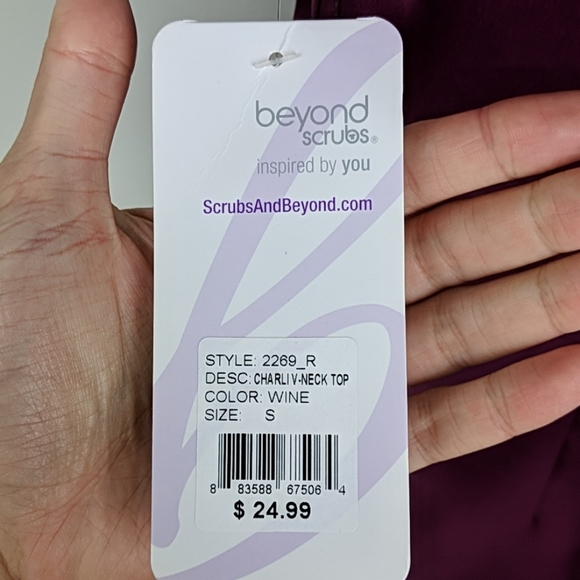 beyond
scrubs®
inspired by you
ScrubsAndBeyond.com
STYLE: 2269_R
DESC: CHARLI V-NECK TOP
COLOR: WINE
SIZE: S
8 83588 67506 4
$ 24.99